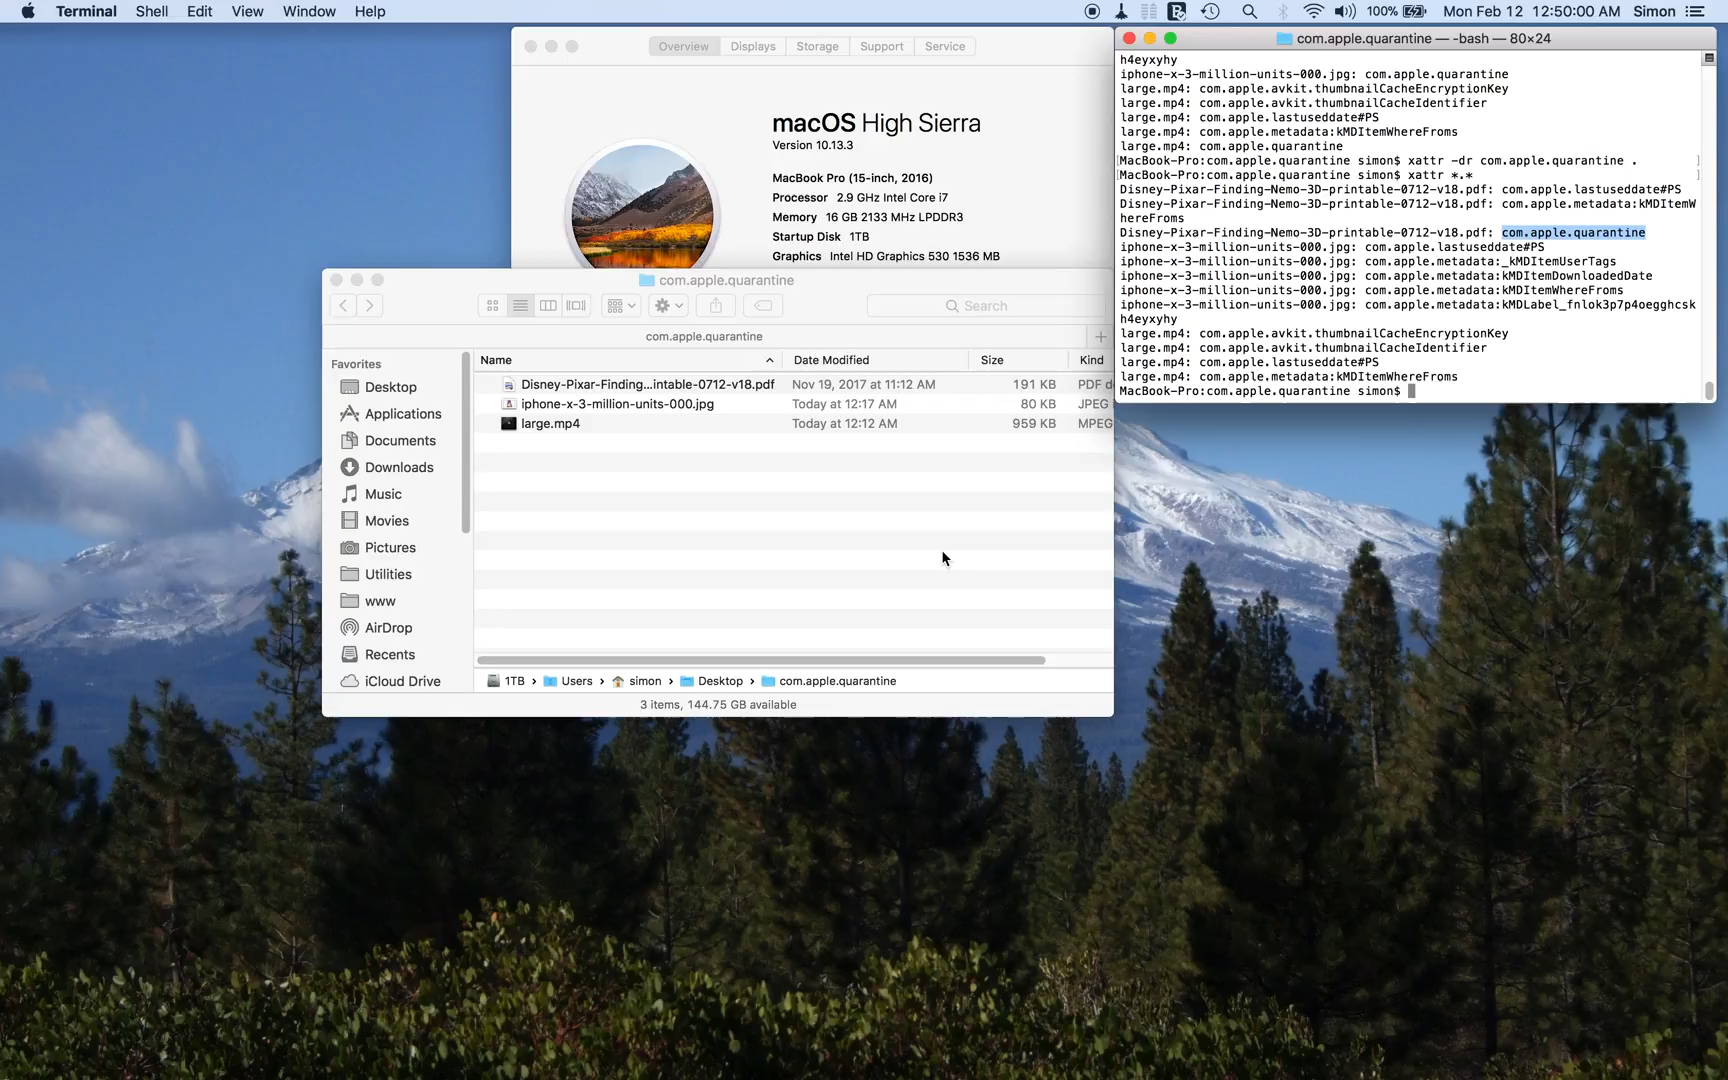 Terminal Shell Edit View Window Help
100% Mon Feb 12 12:50:00 AM Simon
Overview Displays Storage Support Service
macOS High Sierra
Version 10.13.3
MacBook Pro (15-inch, 2016)
Processor 2.9 GHz Intel Core i7
Memory 16 GB 2133 MHz LPDDR3
Startup Disk 1TB
Graphics Intel HD Graphics 530 1536 MB
com.apple.quarantine — -bash — 80×24
h4eyxyhy
iphone-x-3-million-units-000.jpg: com.apple.quarantine
large.mp4: com.apple.avkit.thumbnailCacheEncryptionKey
large.mp4: com.apple.avkit.thumbnailCacheIdentifier
large.mp4: com.apple.lastuseddate#PS
large.mp4: com.apple.metadata:kMDItemWhereFroms
large.mp4: com.apple.quarantine
[MacBook-Pro:com.apple.quarantine simon$ xattr -dr com.apple.quarantine . ]
[MacBook-Pro:com.apple.quarantine simon$ xattr *.* ]
Disney-Pixar-Finding-Nemo-3D-printable-0712-v18.pdf: com.apple.lastuseddate#PS
Disney-Pixar-Finding-Nemo-3D-printable-0712-v18.pdf: com.apple.metadata:kMDItemW
hereFroms
Disney-Pixar-Finding-Nemo-3D-printable-0712-v18.pdf: com.apple.quarantine
iphone-x-3-million-units-000.jpg: com.apple.lastuseddate#PS
iphone-x-3-million-units-000.jpg: com.apple.metadata:_kMDItemUserTags
iphone-x-3-million-units-000.jpg: com.apple.metadata:kMDItemDownloadedDate
iphone-x-3-million-units-000.jpg: com.apple.metadata:kMDItemWhereFroms
iphone-x-3-million-units-000.jpg: com.apple.metadata:kMDLabel_fnlok3p7p4oegghcsk
h4eyxyhy
large.mp4: com.apple.avkit.thumbnailCacheEncryptionKey
large.mp4: com.apple.avkit.thumbnailCacheIdentifier
large.mp4: com.apple.lastuseddate#PS
large.mp4: com.apple.metadata:kMDItemWhereFroms
MacBook-Pro:com.apple.quarantine simon$
com.apple.quarantine
Search
com.apple.quarantine
Favorites
Desktop
Applications
Documents
Downloads
Music
Movies
Pictures
Utilities
www
AirDrop
Recents
iCloud Drive
Name Date Modified Size Kind
Disney-Pixar-Finding...intable-0712-v18.pdf Nov 19, 2017 at 11:12 AM 191 KB PDF d
iphone-x-3-million-units-000.jpg Today at 12:17 AM 80 KB JPEG
large.mp4 Today at 12:12 AM 959 KB MPEG
1TB › Users › simon › Desktop › com.apple.quarantine
3 items, 144.75 GB available